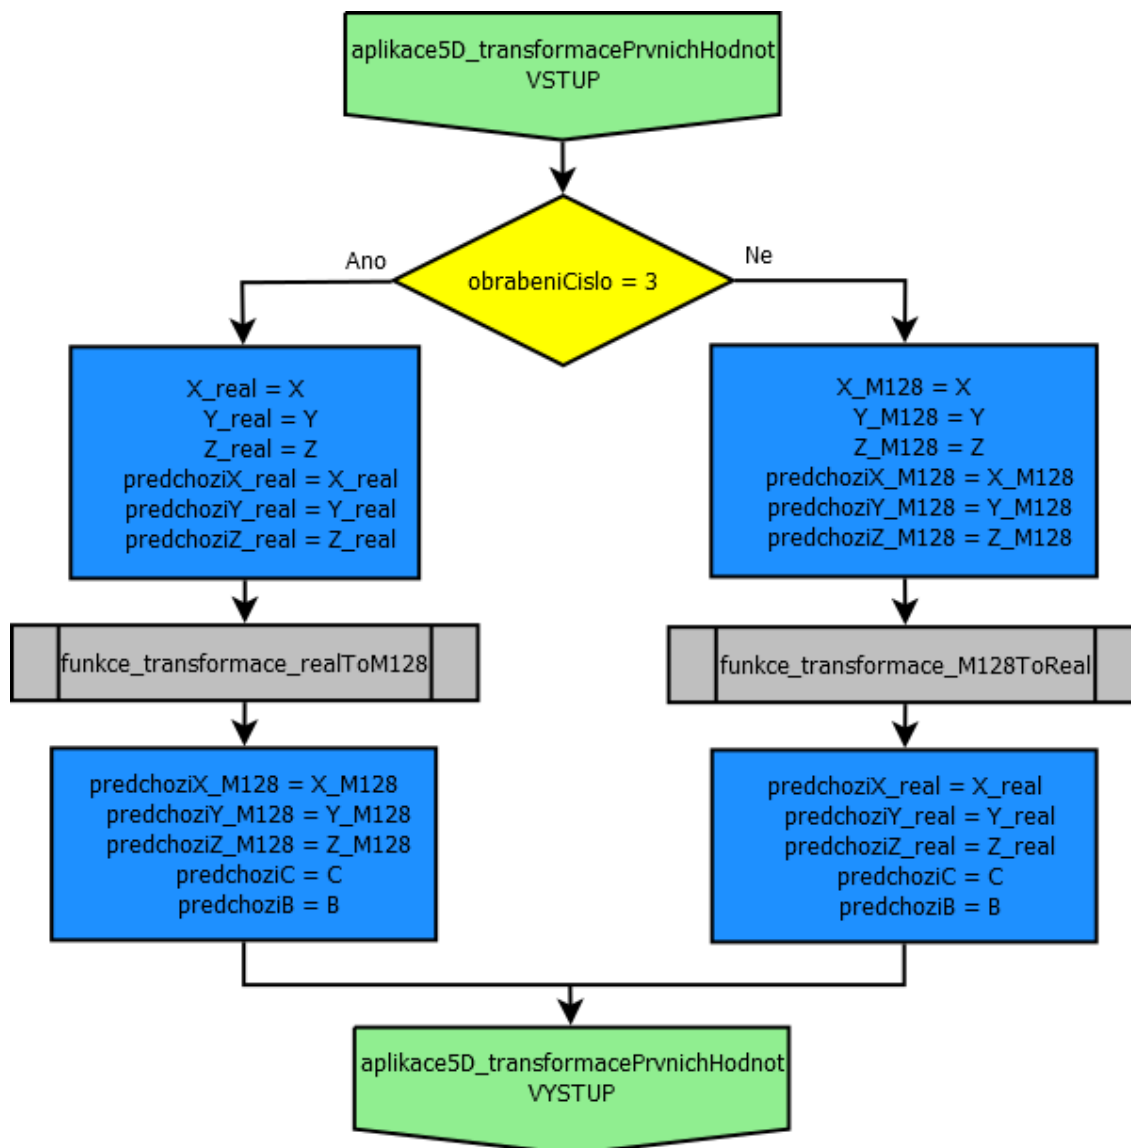 aplikace5D_transformacePrvnichHodnot
VSTUP
obrabeniCislo = 3
Ano
Ne
X_real = X
Y_real = Y
Z_real = Z
predchoziX_real = X_real
predchoziY_real = Y_real
predchoziZ_real = Z_real
funkce_transformace_realToM128
predchoziX_M128 = X_M128
predchoziY_M128 = Y_M128
predchoziZ_M128 = Z_M128
predchoziC = C
predchoziB = B
X_M128 = X
Y_M128 = Y
Z_M128 = Z
predchoziX_M128 = X_M128
predchoziY_M128 = Y_M128
predchoziZ_M128 = Z_M128
funkce_transformace_M128ToReal
predchoziX_real = X_real
predchoziY_real = Y_real
predchoziZ_real = Z_real
predchoziC = C
predchoziB = B
aplikace5D_transformacePrvnichHodnot
VYSTUP